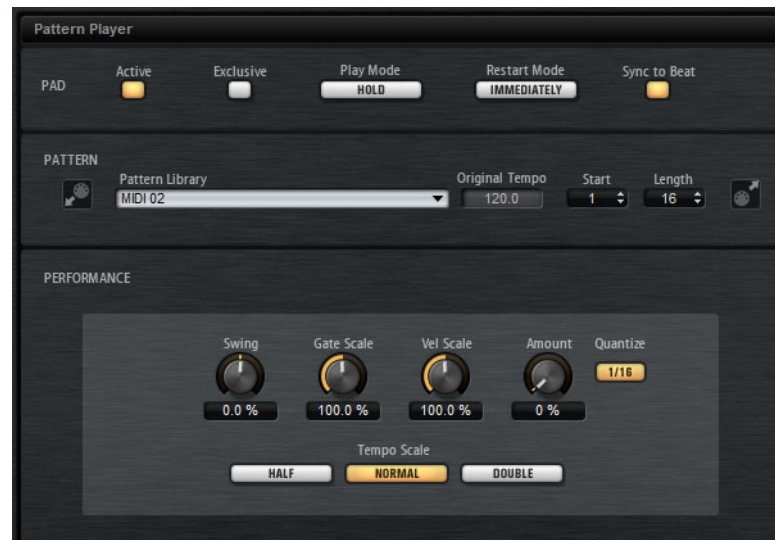 Pattern Player
PAD
Active
Exclusive
Play Mode
HOLD
Restart Mode
IMMEDIATELY
Sync to Beat
PATTERN
Pattern Library
MIDI 02
Original Tempo
120.0
Start
1
Length
16
PERFORMANCE
Swing
0.0 %
Gate Scale
100.0 %
Vel Scale
100.0 %
Amount
0 %
Quantize
1/16
Tempo Scale
HALF
NORMAL
DOUBLE